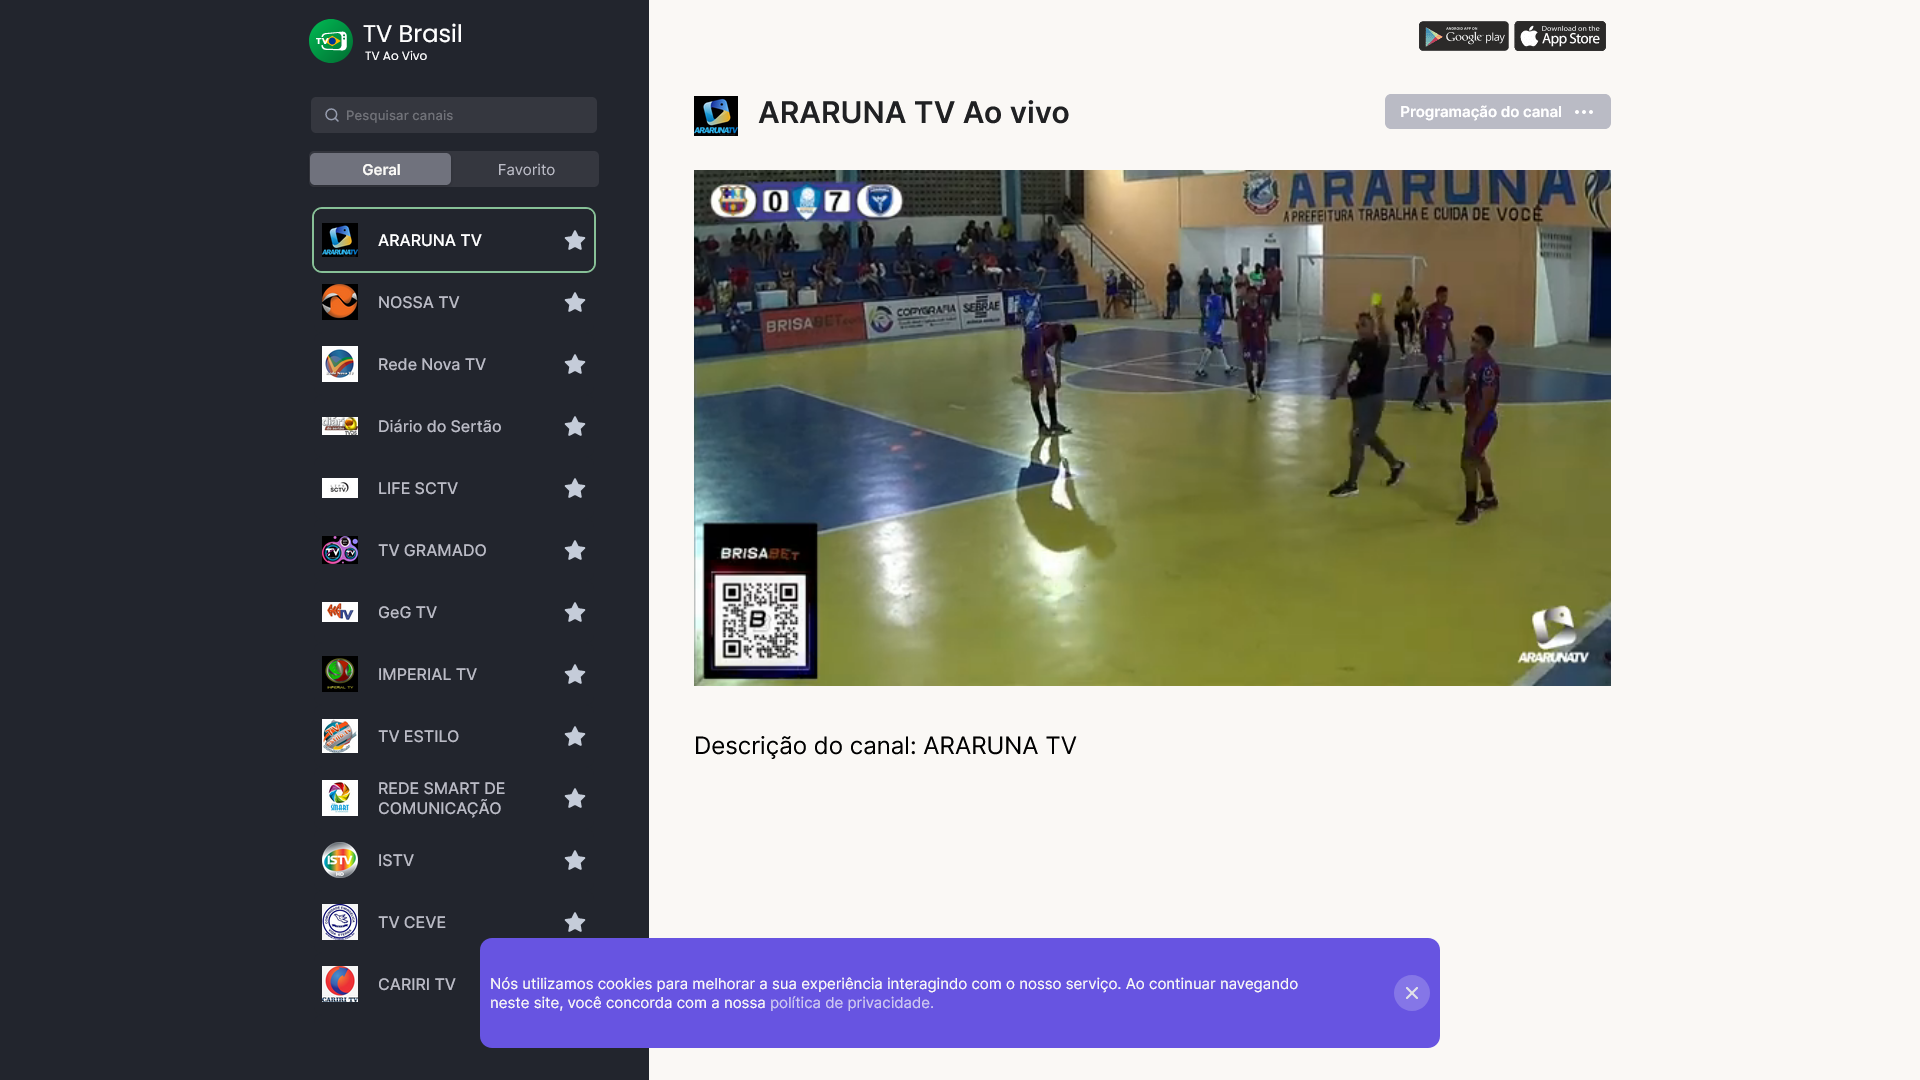 TV Brasil
TV Ao Vivo
Pesquisar canais
Geral
Favorito
ARARUNA TV
NOSSA TV
Rede Nova TV
Diário do Sertão
LIFE SCTV
TV GRAMADO
GeG TV
IMPERIAL TV
TV ESTILO
REDE SMART DE
COMUNICAÇÃO
ISTV
TV CEVE
CARIRI TV
ANDROID APP ON
Google play
Download on the
App Store
ARARUNATV
ARARUNA TV Ao vivo
Programação do canal
0 7
ARARUNA
A PREFEITURA TRABALHA E CUIDA DE VOCÊ
BRISABET
COPYGRAFIA
SEBRAE
BRISABET
B
ARARUNATV
Descrição do canal: ARARUNA TV
Nós utilizamos cookies para melhorar a sua experiência interagindo com o nosso serviço. Ao continuar navegando
neste site, você concorda com a nossa política de privacidade.